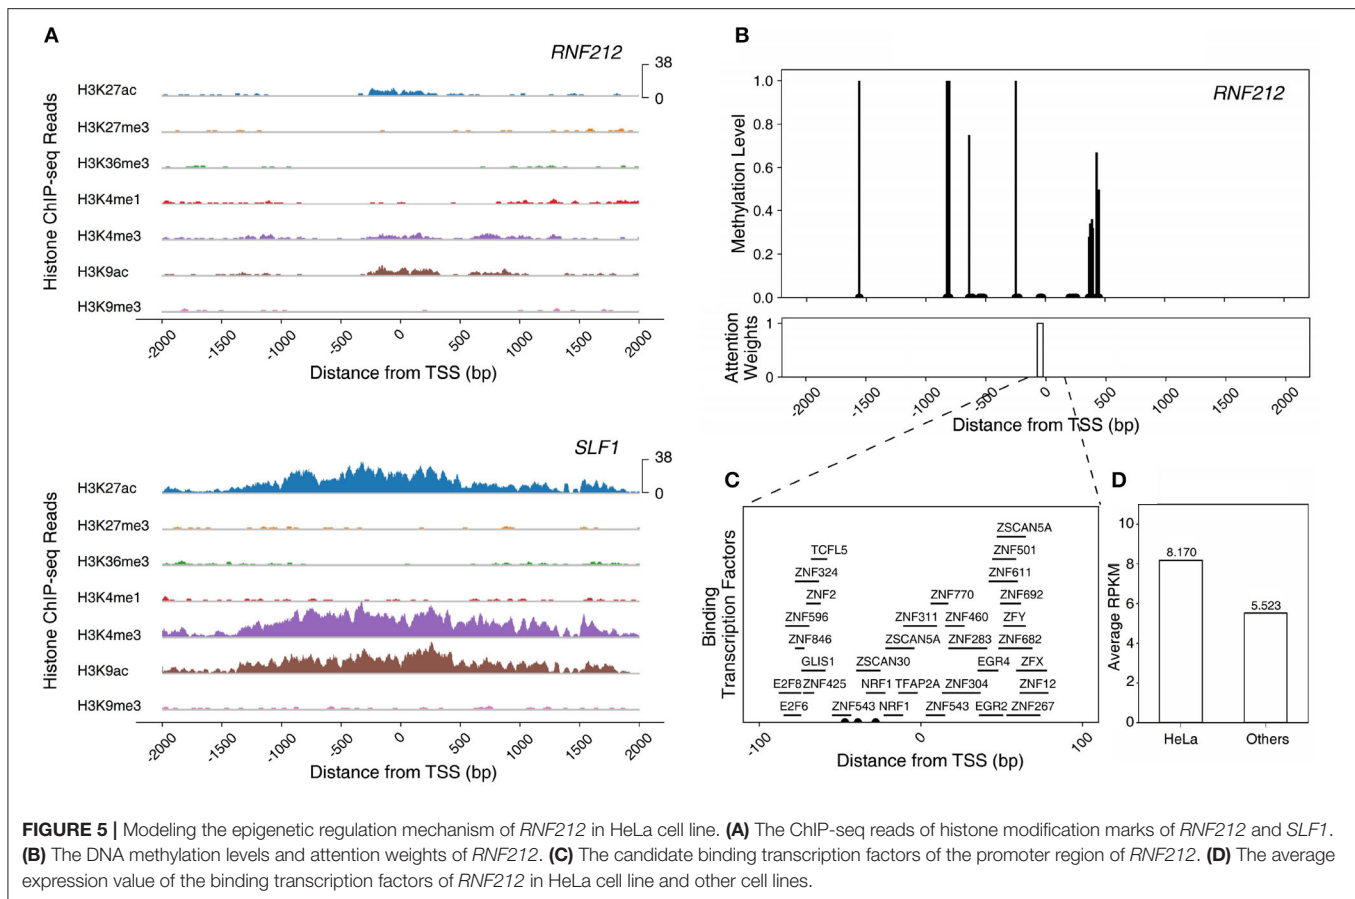 A
RNF212
38
0
Histone ChIP-seq Reads
H3K27ac
H3K27me3
H3K36me3
H3K4me1
H3K4me3
H3K9ac
H3K9me3
-2000 -1500 -1000 -500 0 500 1000 1500 2000
Distance from TSS (bp)
SLF1
38
0
Histone ChIP-seq Reads
H3K27ac
H3K27me3
H3K36me3
H3K4me1
H3K4me3
H3K9ac
H3K9me3
-2000 -1500 -1000 -500 0 500 1000 1500 2000
Distance from TSS (bp)
B
RNF212
Methylation Level
1.0
0.8
0.6
0.4
0.2
0.0
Attention
Weights
1
0
-2000 -1500 -1000 -500 0 500 1000 1500 2000
Distance from TSS (bp)
C
Binding
Transcription Factors
ZSCAN5A
TCFL5 ZNF501
ZNF324 ZNF611
ZNF2 ZNF770 ZNF692
ZNF596 ZNF311 ZNF460 ZFY
ZNF846 ZSCAN5A ZNF283 ZNF682
GLIS1 ZSCAN30 EGR4 ZFX
E2F8 ZNF425 NRF1 TFAP2A ZNF304 ZNF12
E2F6 ZNF543 NRF1 ZNF543 EGR2 ZNF267
-100 0 100
Distance from TSS (bp)
D
Average RPKM
10
8
6
4
2
0
8.170
5.523
HeLa Others
FIGURE 5 | Modeling the epigenetic regulation mechanism of RNF212 in HeLa cell line. (A) The ChIP-seq reads of histone modification marks of RNF212 and SLF1.
(B) The DNA methylation levels and attention weights of RNF212. (C) The candidate binding transcription factors of the promoter region of RNF212. (D) The average
expression value of the binding transcription factors of RNF212 in HeLa cell line and other cell lines.